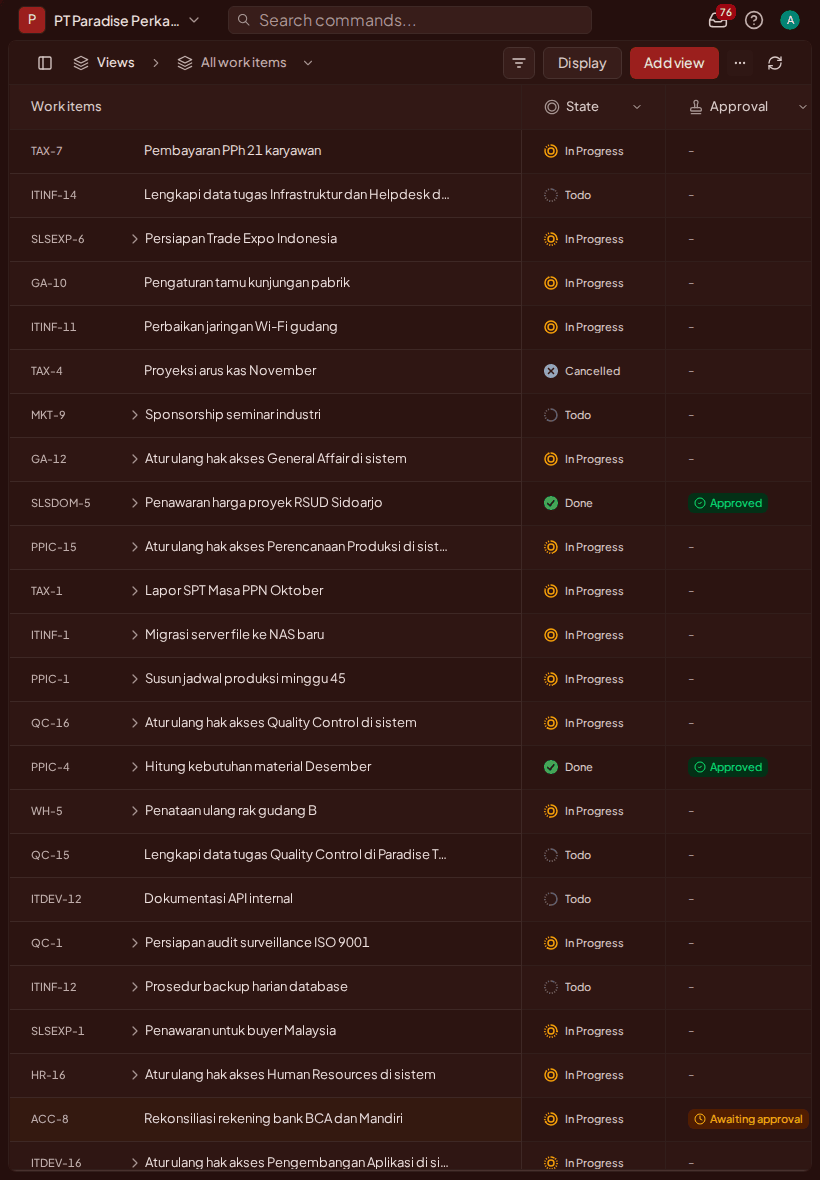 P PT Paradise Perka... Search commands... 76 A
Views All work items Display Add view
Work items State Approval
TAX-7 Pembayaran PPh 21 karyawan In Progress -
ITINF-14 Lengkapi data tugas Infrastruktur dan Helpdesk d... Todo -
SLSEXP-6 Persiapan Trade Expo Indonesia In Progress -
GA-10 Pengaturan tamu kunjungan pabrik In Progress -
ITINF-11 Perbaikan jaringan Wi-Fi gudang In Progress -
TAX-4 Proyeksi arus kas November Cancelled -
MKT-9 Sponsorship seminar industri Todo -
GA-12 Atur ulang hak akses General Affair di sistem In Progress -
SLSDOM-5 Penawaran harga proyek RSUD Sidoarjo Done Approved
PPIC-15 Atur ulang hak akses Perencanaan Produksi di sist... In Progress -
TAX-1 Lapor SPT Masa PPN Oktober In Progress -
ITINF-1 Migrasi server file ke NAS baru In Progress -
PPIC-1 Susun jadwal produksi minggu 45 In Progress -
QC-16 Atur ulang hak akses Quality Control di sistem In Progress -
PPIC-4 Hitung kebutuhan material Desember Done Approved
WH-5 Penataan ulang rak gudang B In Progress -
QC-15 Lengkapi data tugas Quality Control di Paradise T... Todo -
ITDEV-12 Dokumentasi API internal Todo -
QC-1 Persiapan audit surveillance ISO 9001 In Progress -
ITINF-12 Prosedur backup harian database Todo -
SLSEXP-1 Penawaran untuk buyer Malaysia In Progress -
HR-16 Atur ulang hak akses Human Resources di sistem In Progress -
ACC-8 Rekonsiliasi rekening bank BCA dan Mandiri In Progress Awaiting approval
ITDEV-16 Atur ulang hak akses Pengembangan Aplikasi di si... In Progress -